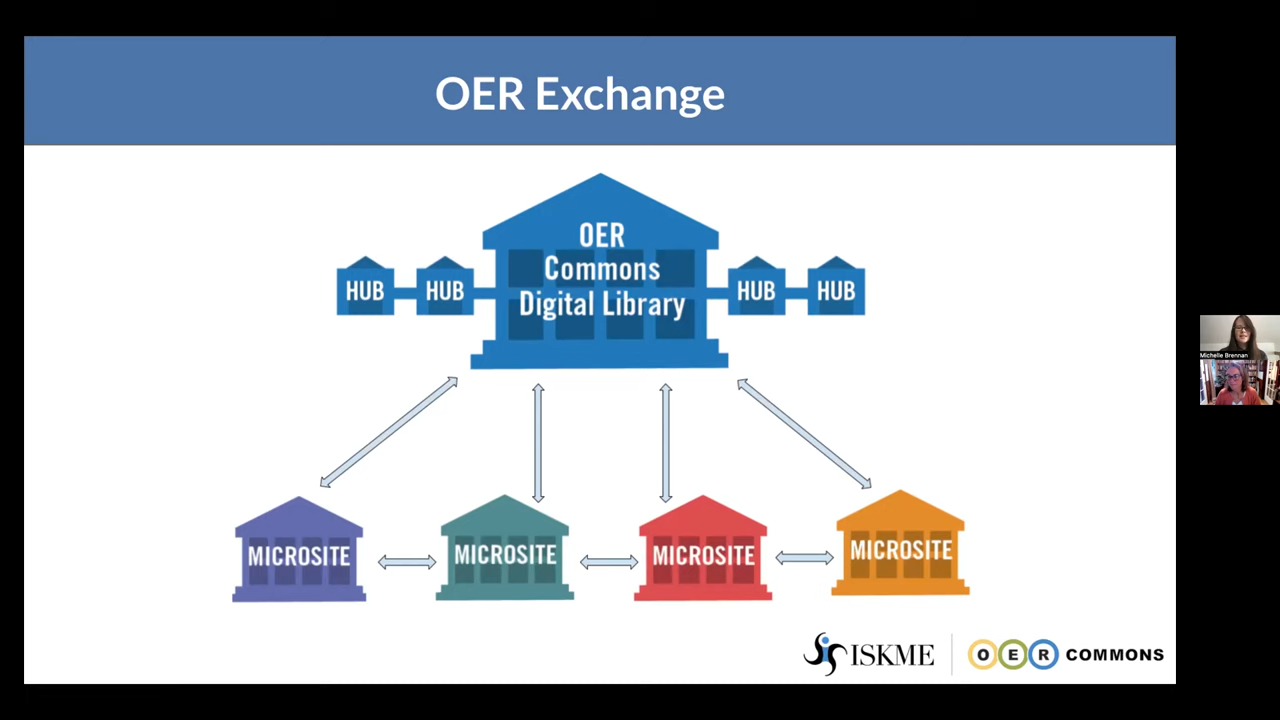 OER Exchange
OER
Commons
Digital Library
HUB
HUB
HUB
HUB
MICROSITE
MICROSITE
MICROSITE
MICROSITE
ISKME
O E R COMMONS
Michelle Brennan